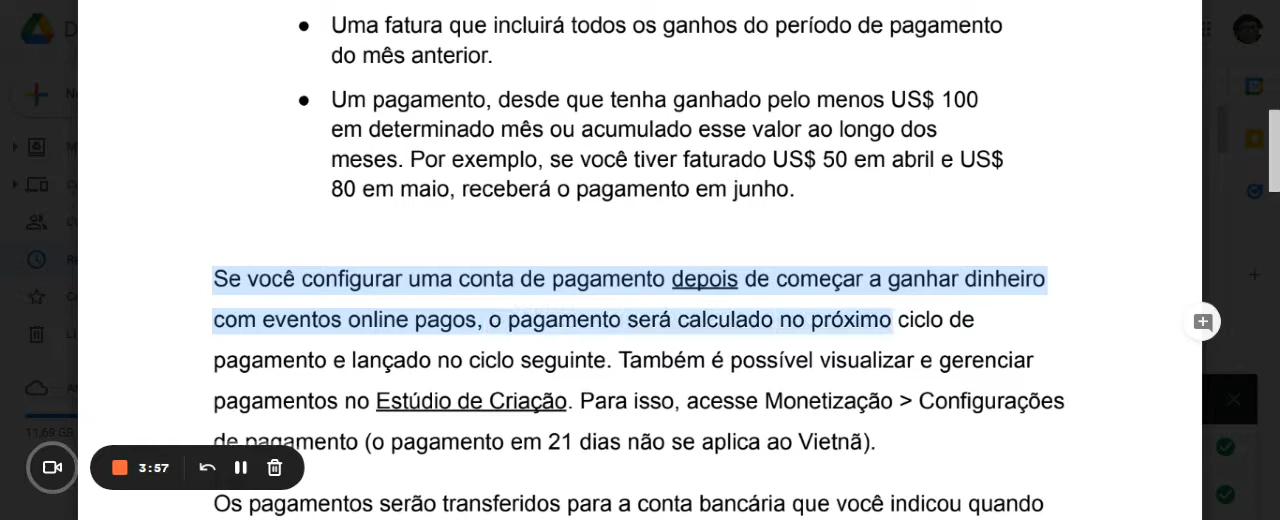 ● Uma fatura que incluirá todos os ganhos do período de pagamento
do mês anterior.
● Um pagamento, desde que tenha ganhado pelo menos US$ 100
em determinado mês ou acumulado esse valor ao longo dos
meses. Por exemplo, se você tiver faturado US$ 50 em abril e US$
80 em maio, receberá o pagamento em junho.
Se você configurar uma conta de pagamento depois de começar a ganhar dinheiro
com eventos online pagos, o pagamento será calculado no próximo ciclo de
pagamento e lançado no ciclo seguinte. Também é possível visualizar e gerenciar
pagamentos no Estúdio de Criação. Para isso, acesse Monetização > Configurações
de pagamento (o pagamento em 21 dias não se aplica ao Vietnã).
11,69 GB
3:57
Os pagamentos serão transferidos para a conta bancária que você indicou quando